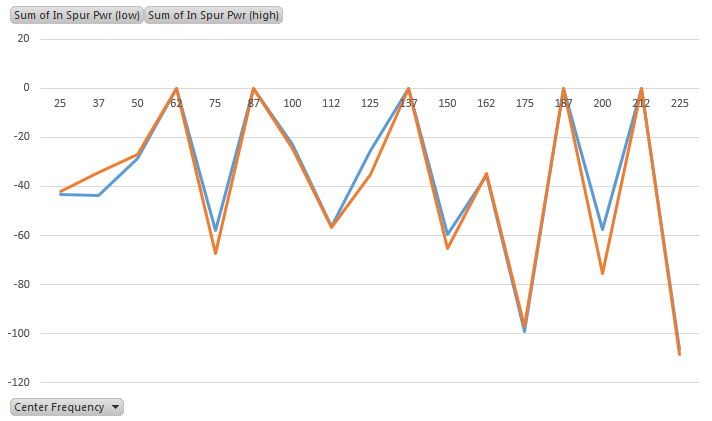 Sum of In Spur Pwr (low) Sum of In Spur Pwr (high)
20
0
25 37 50 62 75 87 100 112 125 137 150 162 175 187 200 212 225
-20
-40
-60
-80
-100
-120
Center Frequency